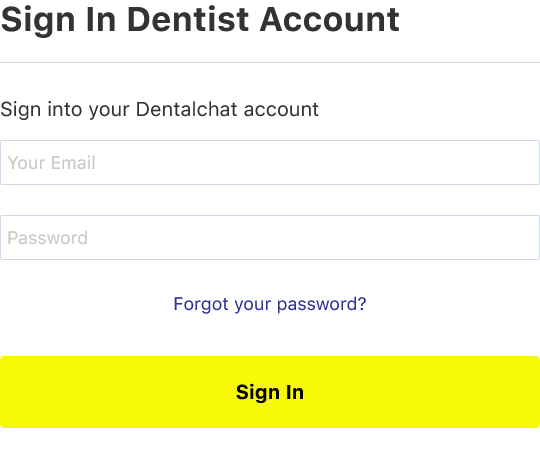 Sign In Dentist Account
Sign into your Dentalchat account
Your Email
Password
Forgot your password?
Sign In